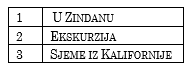 1 U ZINDANU
2 EKSKURZIJA
3 SJEME IZ KALIFORNIJE